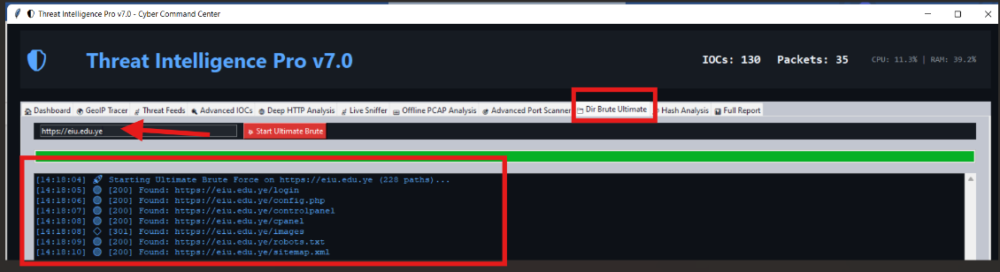 Threat Intelligence Pro v7.0 - Cyber Command Center
Threat Intelligence Pro v7.0
IOCs: 130 Packets: 35 CPU: 11.3% | RAM: 39.2%
Dashboard GeoIP Tracer Threat Feeds Advanced IOCs Deep HTTP Analysis Live Sniffer Offline PCAP Analysis Advanced Port Scanner Dir Brute Ultimate Hash Analysis Full Report
https://eiu.edu.ye Start Ultimate Brute
[14:18:04] Starting Ultimate Brute Force on https://eiu.edu.ye (228 paths)...
[14:18:05] [200] Found: https://eiu.edu.ye/login
[14:18:06] [200] Found: https://eiu.edu.ye/config.php
[14:18:07] [200] Found: https://eiu.edu.ye/controlpanel
[14:18:08] [200] Found: https://eiu.edu.ye/cpanel
[14:18:08] [301] Found: https://eiu.edu.ye/images
[14:18:09] [200] Found: https://eiu.edu.ye/robots.txt
[14:18:10] [200] Found: https://eiu.edu.ye/sitemap.xml